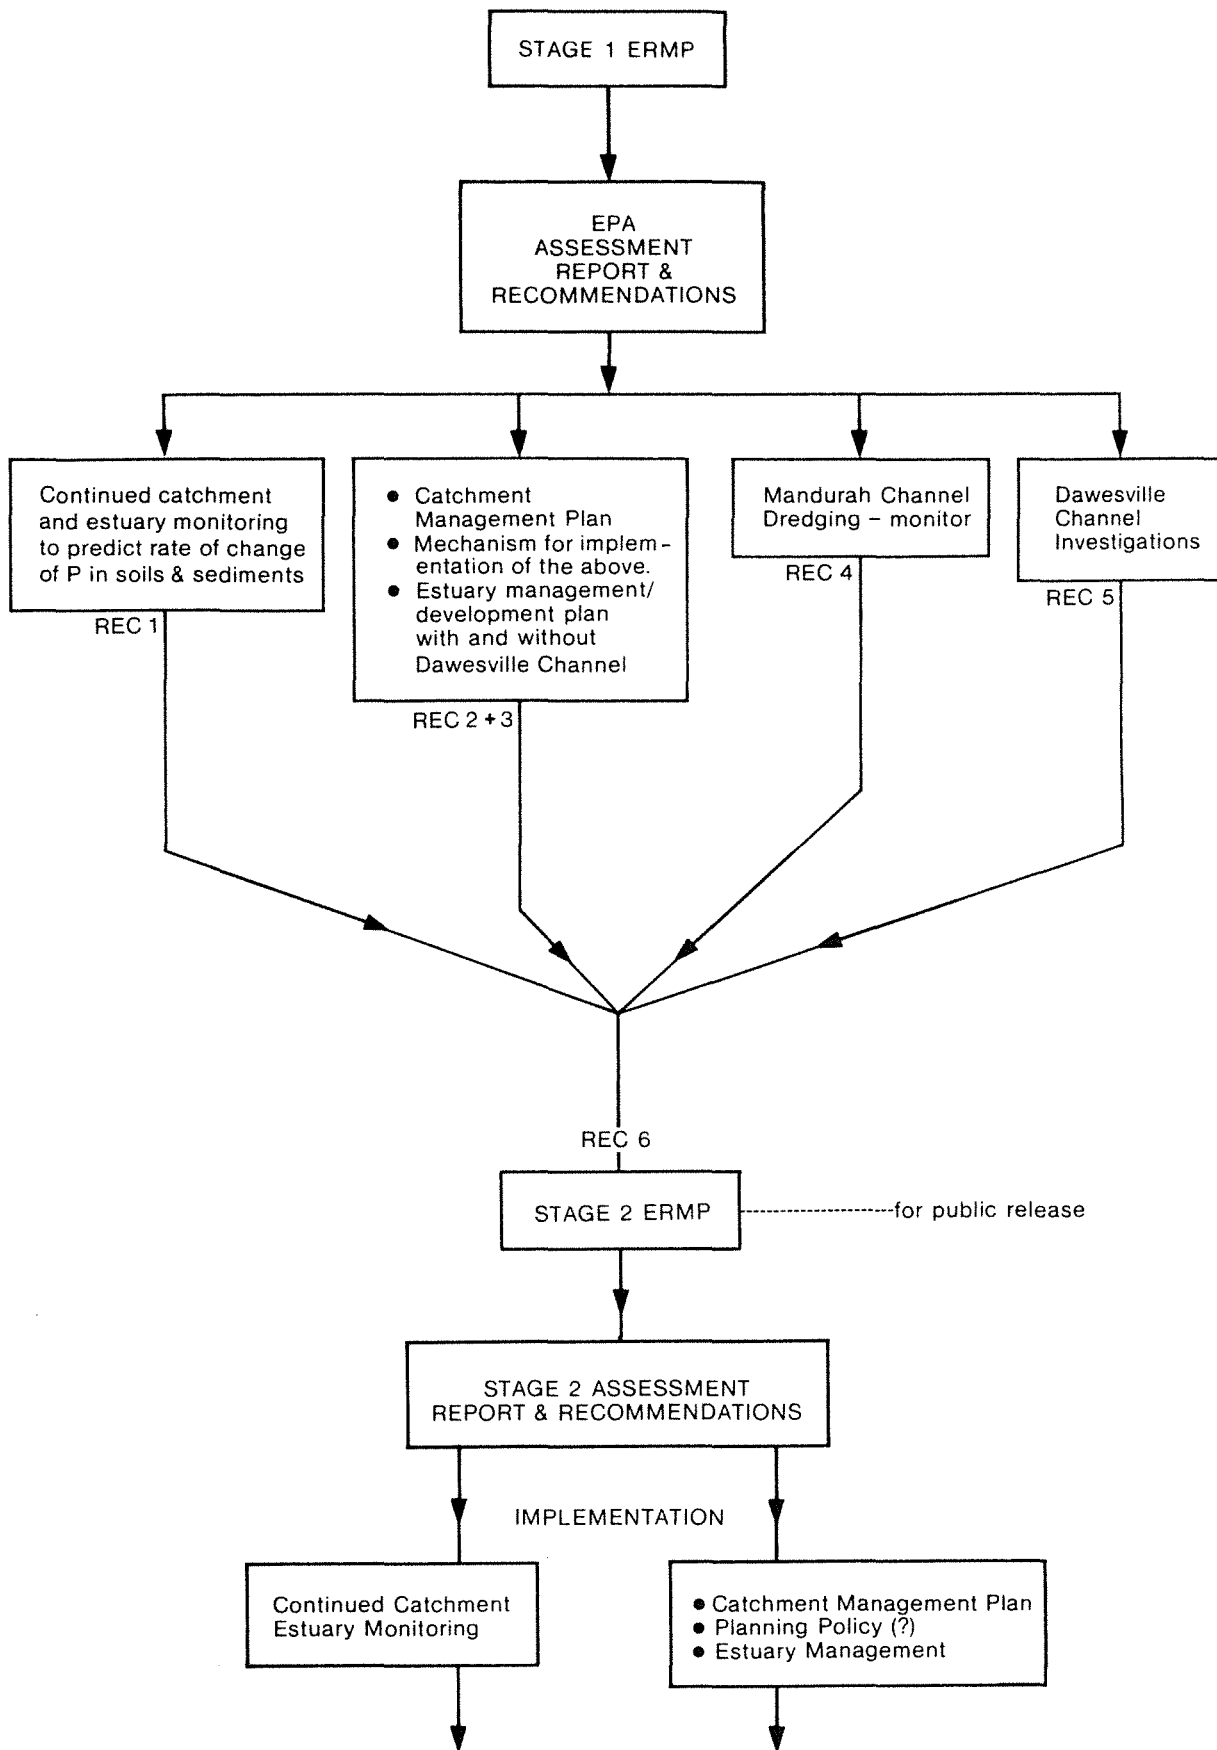 STAGE 1 ERMP
EPA
ASSESSMENT
REPORT &
RECOMMENDATIONS
Continued catchment
and estuary monitoring
to predict rate of change
of P in soils & sediments
REC 1
● Catchment
Management Plan
● Mechanism for implem-
entation of the above.
● Estuary management/
development plan
with and without
Dawesville Channel
REC 2 + 3
Mandurah Channel
Dredging – monitor
REC 4
Dawesville
Channel
Investigations
REC 5
REC 6
STAGE 2 ERMP
for public release
STAGE 2 ASSESSMENT
REPORT & RECOMMENDATIONS
IMPLEMENTATION
Continued Catchment
Estuary Monitoring
● Catchment Management Plan
● Planning Policy (?)
● Estuary Management